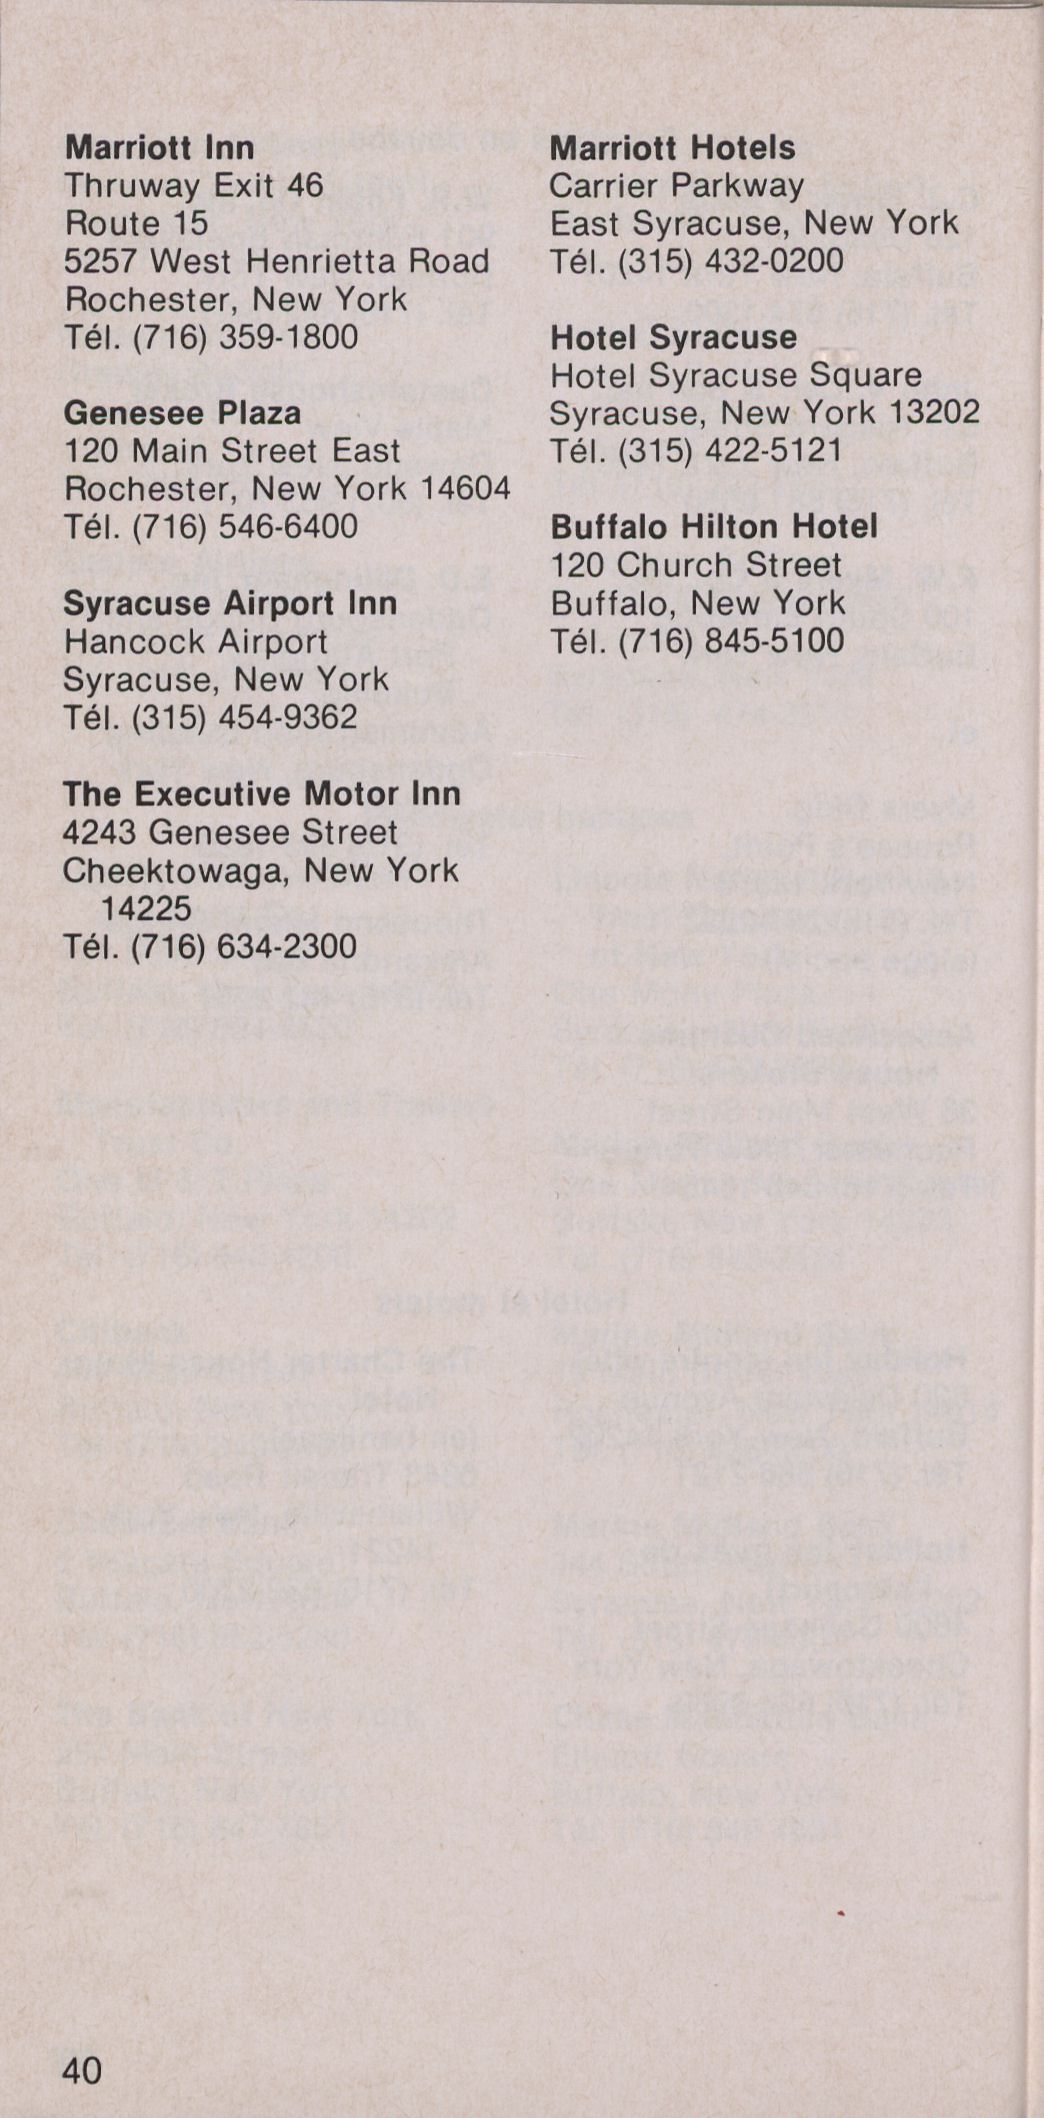 Marriott Inn
Thruway Exit 46
Route 15
5257 West Henrietta Road
Rochester, New York
Tél. (716) 359-1800

Genesee Plaza
120 Main Street East
Rochester, New York 14604
Tél. (716) 546-6400

Syracuse Airport Inn
Hancock Airport
Syracuse, New York
Tél. (315) 454-9362

The Executive Motor Inn
4243 Genesee Street
Cheektowaga, New York
14225
Tél. (716) 634-2300

Marriott Hotels
Carrier Parkway
East Syracuse, New York
Tél. (315) 432-0200

Hotel Syracuse
Hotel Syracuse Square
Syracuse, New York 13202
Tél. (315) 422-5121

Buffalo Hilton Hotel
120 Church Street
Buffalo, New York
Tél. (716) 845-5100

40